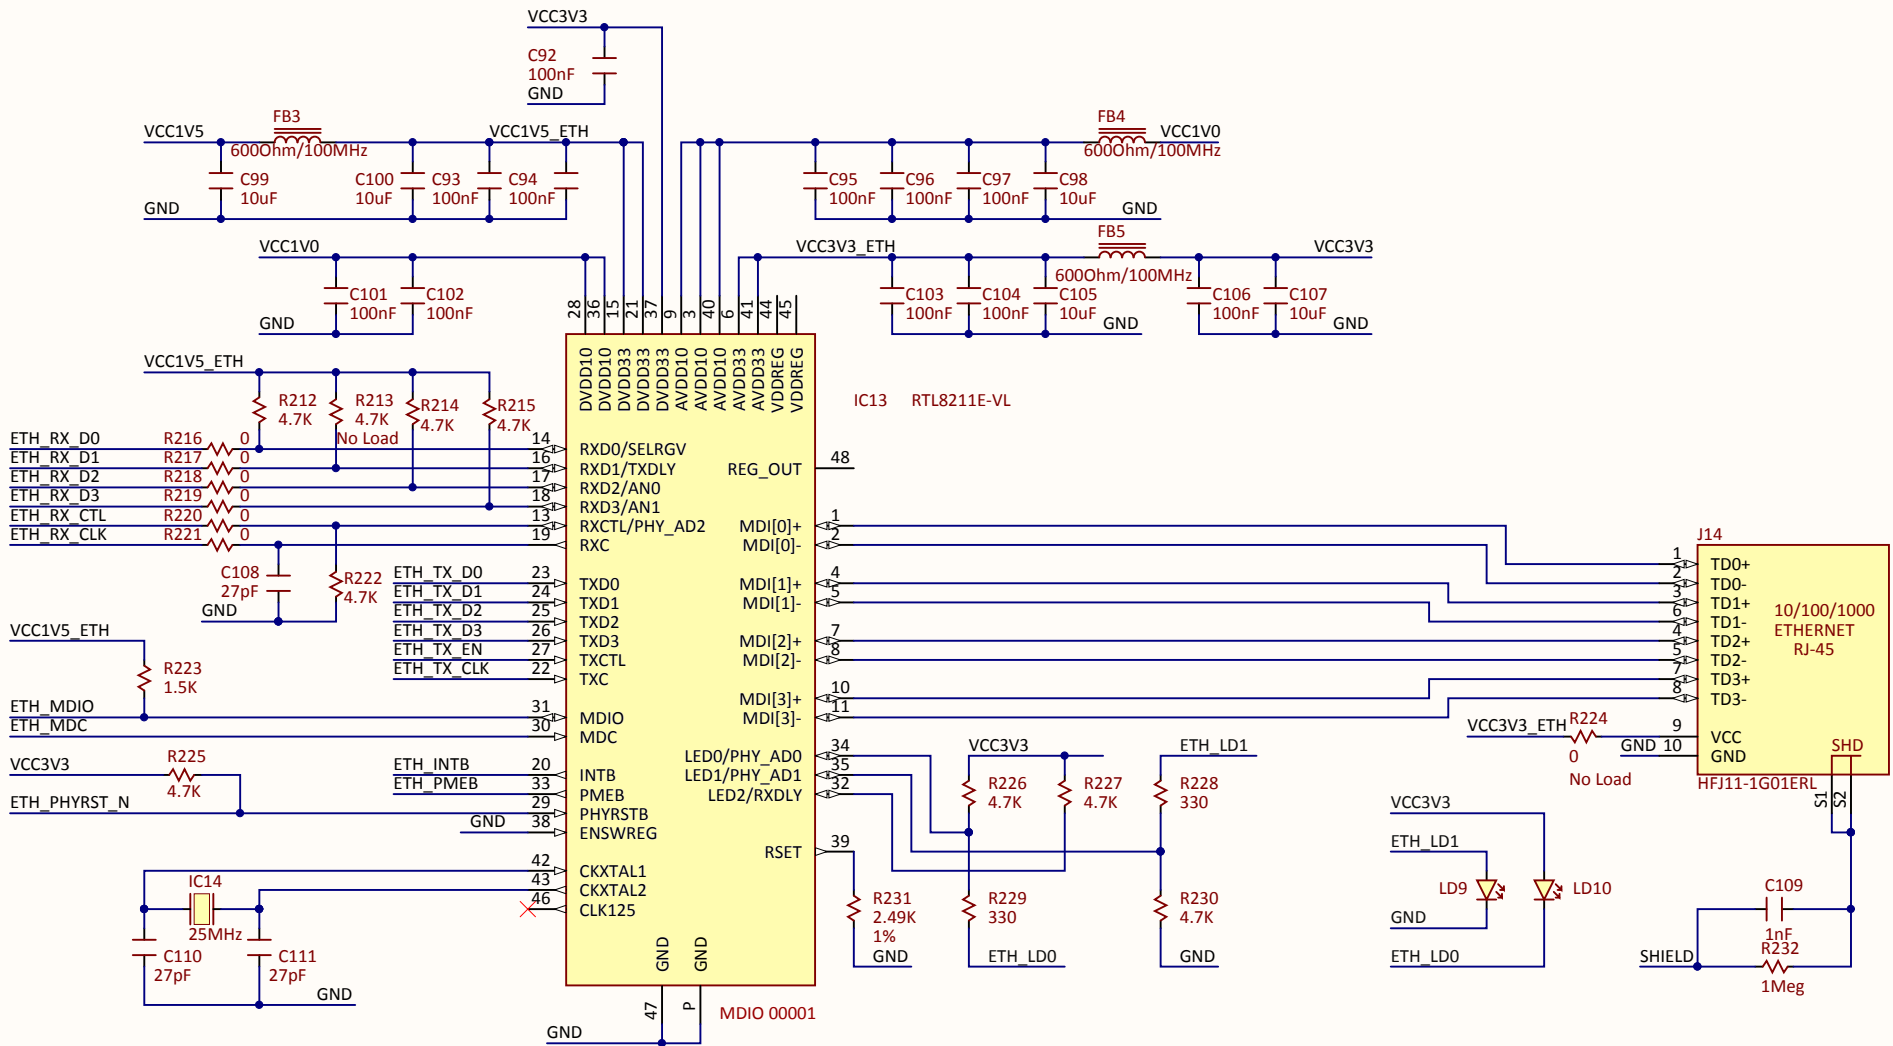 VCC3V3
C92
100nF
GND
VCC1V5
FB3
600Ohm/100MHz
VCC1V5_ETH
C99
10uF
C100
10uF
C93
100nF
C94
100nF
GND
FB4
600Ohm/100MHz
VCC1V0
C95
100nF
C96
100nF
C97
100nF
C98
10uF
GND
VCC1V0
C101
100nF
C102
100nF
GND
VCC3V3_ETH
FB5
600Ohm/100MHz
VCC3V3
C103
100nF
C104
100nF
C105
10uF
GND
C106
100nF
C107
10uF
GND
28
36
15
21
37
9
3
40
6
41
44
45
DVDD10
DVDD10
DVDD33
DVDD33
DVDD33
AVDD10
AVDD10
AVDD10
AVDD33
AVDD33
VDDREG
VDDREG
IC13 RTL8211E-VL
VCC1V5_ETH
R212
4.7K
R213
4.7K
No Load
R214
4.7K
R215
4.7K
ETH_RX_D0 R216 0 14 RXD0/SELRGV
ETH_RX_D1 R217 0 16 RXD1/TXDLY
ETH_RX_D2 R218 0 17 RXD2/AN0
ETH_RX_D3 R219 0 18 RXD3/AN1
ETH_RX_CTL R220 0 13 RXCTL/PHY_AD2
ETH_RX_CLK R221 0 19 RXC
C108
27pF
GND
R222
4.7K
ETH_TX_D0 23 TXD0
ETH_TX_D1 24 TXD1
ETH_TX_D2 25 TXD2
ETH_TX_D3 26 TXD3
ETH_TX_EN 27 TXCTL
ETH_TX_CLK 22 TXC
VCC1V5_ETH
R223
1.5K
ETH_MDIO 31 MDIO
ETH_MDC 30 MDC
VCC3V3
R225
4.7K
ETH_PHYRST_N
ETH_INTB 20 INTB
ETH_PMEB 33 PMEB
29 PHYRSTB
GND 38 ENSWREG
42 CKXTAL1
43 CKXTAL2
46 CLK125
IC14
25MHz
C110
27pF
C111
27pF
GND
GND
GND
47
P
GND
MDIO 00001
REG_OUT 48
MDI[0]+ 1
MDI[0]- 2
MDI[1]+ 4
MDI[1]- 5
MDI[2]+ 7
MDI[2]- 8
MDI[3]+ 10
MDI[3]- 11
LED0/PHY_AD0 34
LED1/PHY_AD1 35
LED2/RXDLY 32
RSET 39
VCC3V3
R226
4.7K
R227
4.7K
ETH_LD1
R228
330
R231
2.49K
1%
GND
R229
330
ETH_LD0
R230
4.7K
GND
J14
1 TD0+
2 TD0-
3 TD1+
6 TD1-
4 TD2+
5 TD2-
7 TD3+
8 TD3-
10/100/1000
ETHERNET
RJ-45
VCC3V3_ETH R224
0
No Load
9 VCC
GND 10 GND
SHD
HFJ11-1G01ERL
S1
S2
VCC3V3
ETH_LD1
LD9
LD10
GND
ETH_LD0
C109
1nF
SHIELD
R232
1Meg